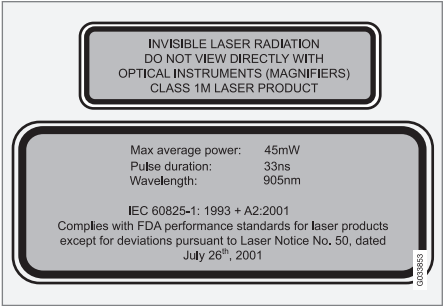 INVISIBLE LASER RADIATION
DO NOT VIEW DIRECTLY WITH
OPTICAL INSTRUMENTS (MAGNIFIERS)
CLASS 1M LASER PRODUCT
Max average power: 45mW
Pulse duration: 33ns
Wavelength: 905nm
IEC 60825-1: 1993 + A2:2001
Complies with FDA performance standards for laser products
except for deviations pursuant to Laser Notice No. 50, dated
July 26th, 2001
G033853